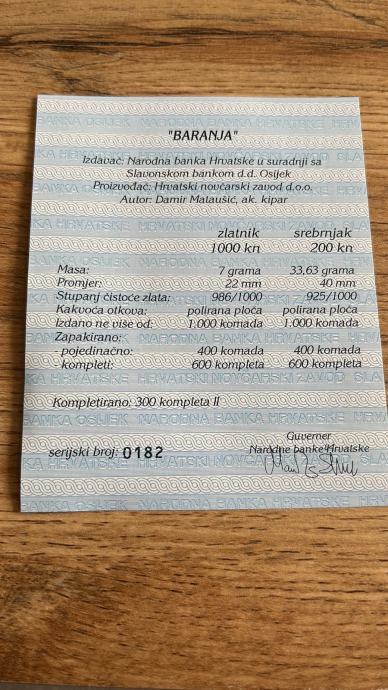 "BARANJA"
Izdavač: Narodna banka Hrvatske u suradnji sa
Slavonskom bankom d.d. Osijek
Proizvođač: Hrvatski novčarski zavod d.o.o.
Autor: Damir Mataušić, ak. kipar
zlatnik srebrnjak
1000 kn 200 kn
Masa: 7 grama 33,63 grama
Promjer: 22 mm 40 mm
Stupanj čistoće zlata: 986/1000 925/1000
Kakvoća otkova: polirana ploča polirana ploča
Izdano ne više od: 1.000 komada 1.000 komada
Zapakirano:
- pojedinačno: 400 komada 400 komada
- kompleti: 600 kompleta 600 kompleta
Kompletirano: 300 kompleta II
Guverner
serijski broj: 0182 Narodne banke Hrvatske